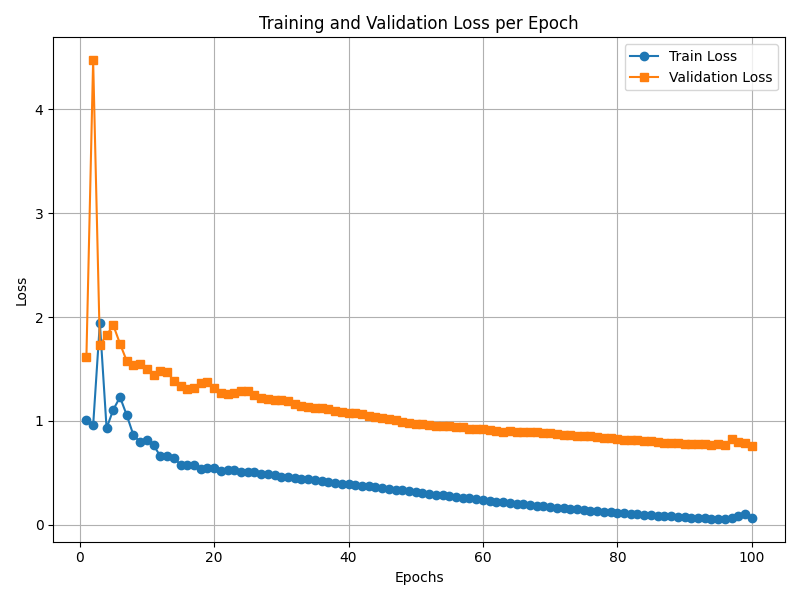 Training and Validation Loss per Epoch
Train Loss
Validation Loss
4
3
2
1
0
Loss
0 20 40 60 80 100
Epochs